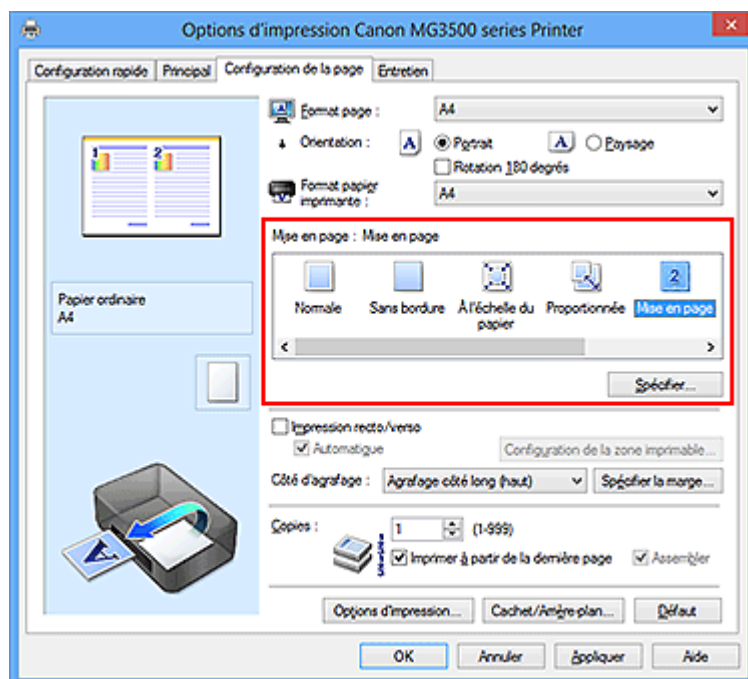 Options d'impression Canon MG3500 series Printer
Configuration rapide Principal Configuration de la page Entretien
Format page : A4
Orientation : A Portrait A Paysage
Rotation 180 degrés
Format papier imprimante : A4
Mise en page : Mise en page
1 2
2
Normale Sans bordure À l'échelle du papier Proportionnée Mise en page
Papier ordinaire
A4
Spécifier...
Impression recto/verso
Automatique Configuration de la zone imprimable...
Côté d'agrafage : Agrafage côté long (haut) Spécifier la marge...
Copies : 1 (1-999)
Imprimer à partir de la dernière page Assembler
A
Options d'impression... Cachet/Arrière-plan... Défaut
OK Annuler Appliquer Aide